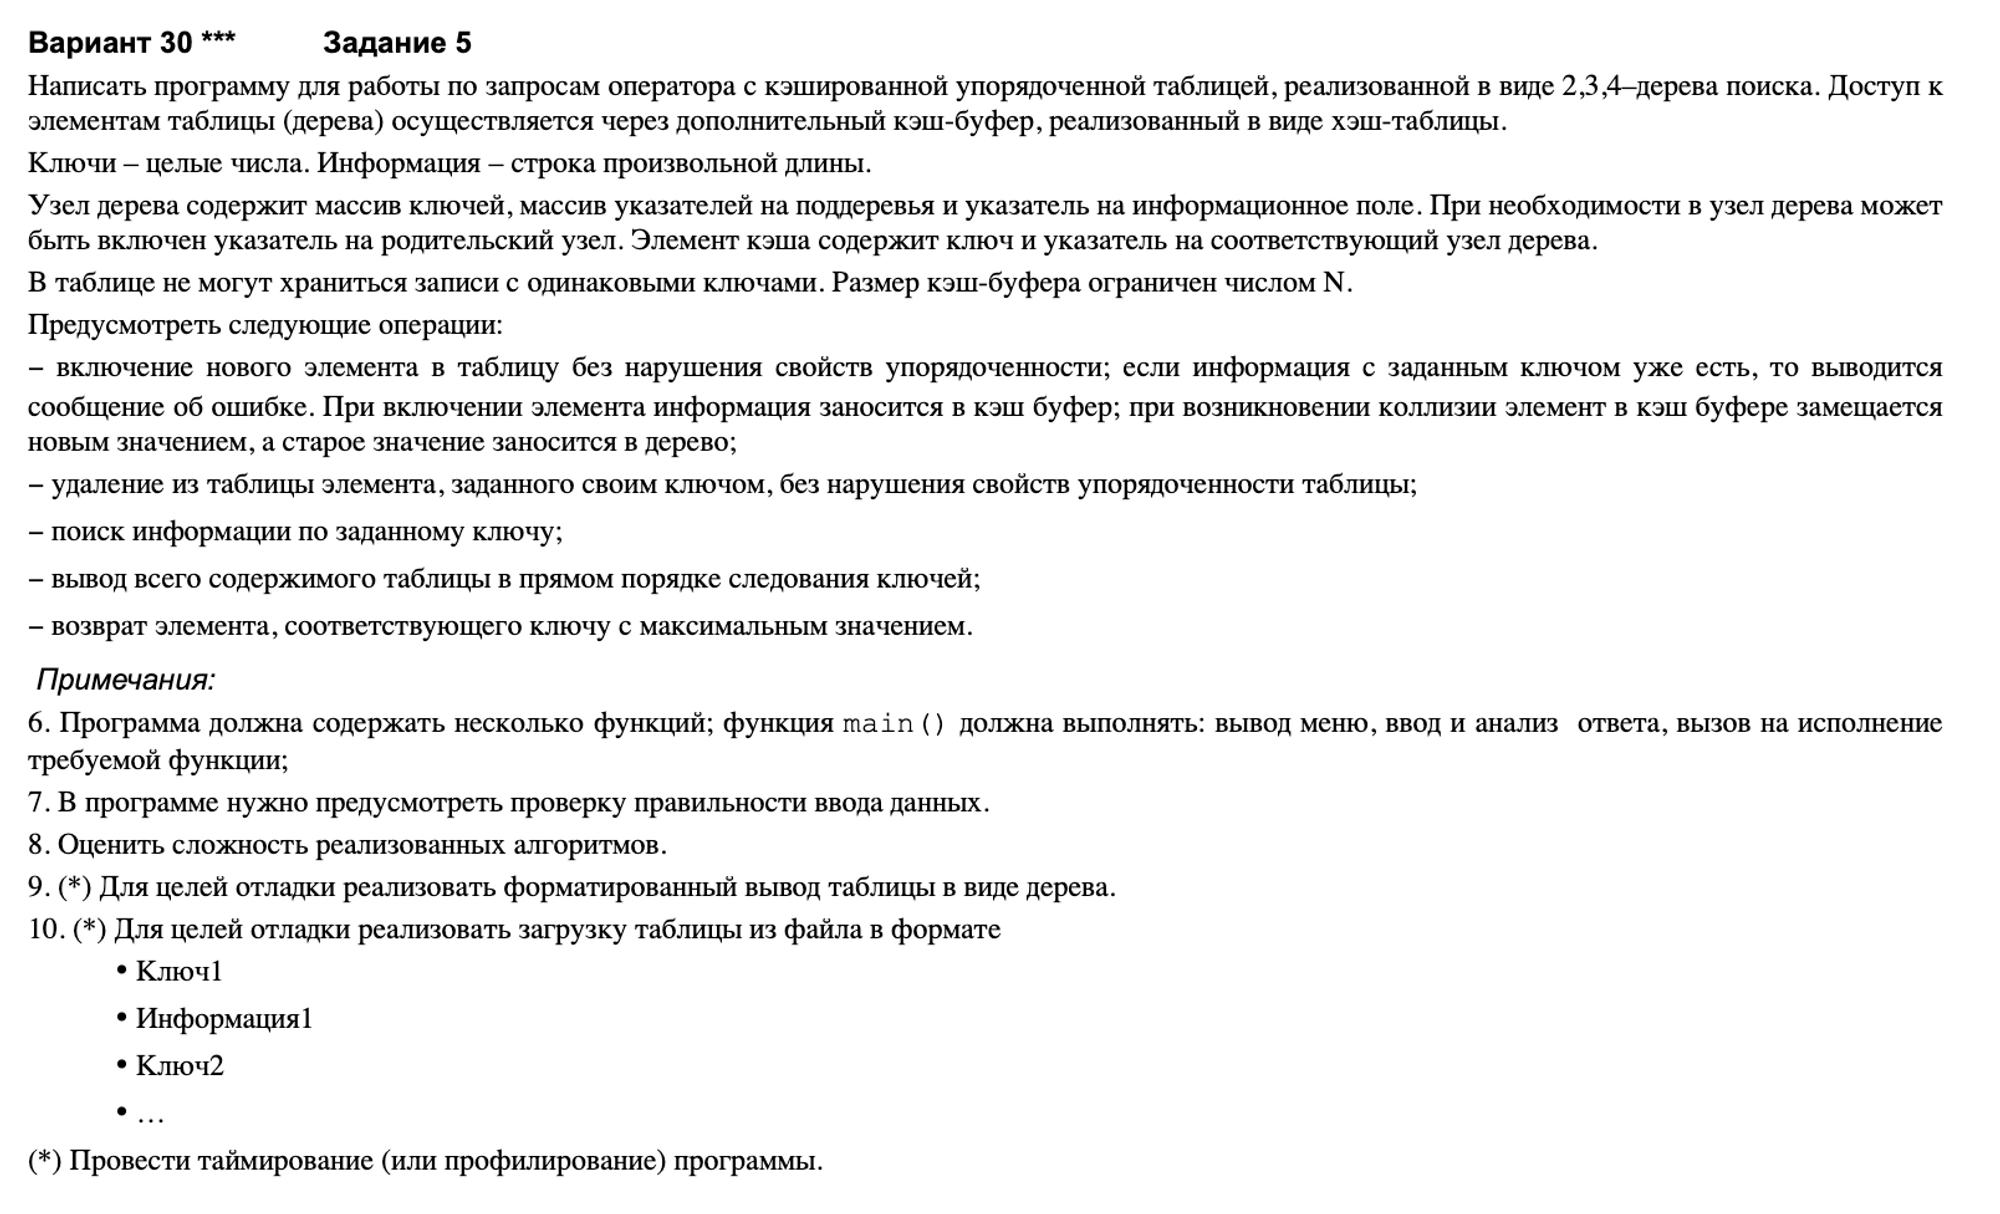 Вариант 30 *** Задание 5
Написать программу для работы по запросам оператора с кэшированной упорядоченной таблицей, реализованной в виде 2,3,4–дерева поиска. Доступ к
элементам таблицы (дерева) осуществляется через дополнительный кэш-буфер, реализованный в виде хэш-таблицы.
Ключи – целые числа. Информация – строка произвольной длины.
Узел дерева содержит массив ключей, массив указателей на поддеревья и указатель на информационное поле. При необходимости в узел дерева может
быть включен указатель на родительский узел. Элемент кэша содержит ключ и указатель на соответствующий узел дерева.
В таблице не могут храниться записи с одинаковыми ключами. Размер кэш-буфера ограничен числом N.
Предусмотреть следующие операции:
– включение нового элемента в таблицу без нарушения свойств упорядоченности; если информация с заданным ключом уже есть, то выводится
сообщение об ошибке. При включении элемента информация заносится в кэш буфер; при возникновении коллизии элемент в кэш буфере замещается
новым значением, а старое значение заносится в дерево;
– удаление из таблицы элемента, заданного своим ключом, без нарушения свойств упорядоченности таблицы;
– поиск информации по заданному ключу;
– вывод всего содержимого таблицы в прямом порядке следования ключей;
– возврат элемента, соответствующего ключу с максимальным значением.
Примечания:
6. Программа должна содержать несколько функций; функция main() должна выполнять: вывод меню, ввод и анализ ответа, вызов на исполнение
требуемой функции;
7. В программе нужно предусмотреть проверку правильности ввода данных.
8. Оценить сложность реализованных алгоритмов.
9. (*) Для целей отладки реализовать форматированный вывод таблицы в виде дерева.
10. (*) Для целей отладки реализовать загрузку таблицы из файла в формате
• Ключ1
• Информация1
• Ключ2
• …
(*) Провести таймирование (или профилирование) программы.